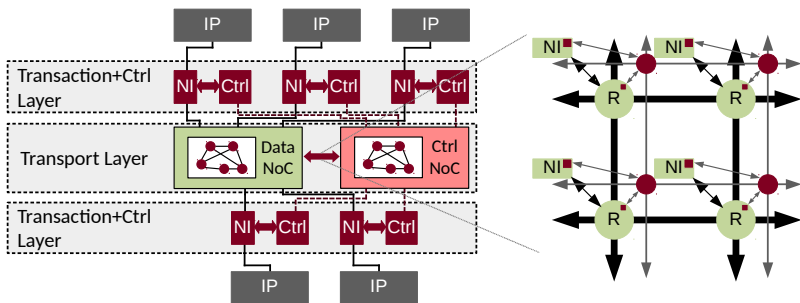 IP
IP
IP
Transaction+Ctrl
Layer
NI
Ctrl
NI
Ctrl
NI
Ctrl
Transport Layer
Data
NoC
Ctrl
NoC
Transaction+Ctrl
Layer
NI
Ctrl
NI
Ctrl
IP
IP
NI
NI
R
R
NI
NI
R
R